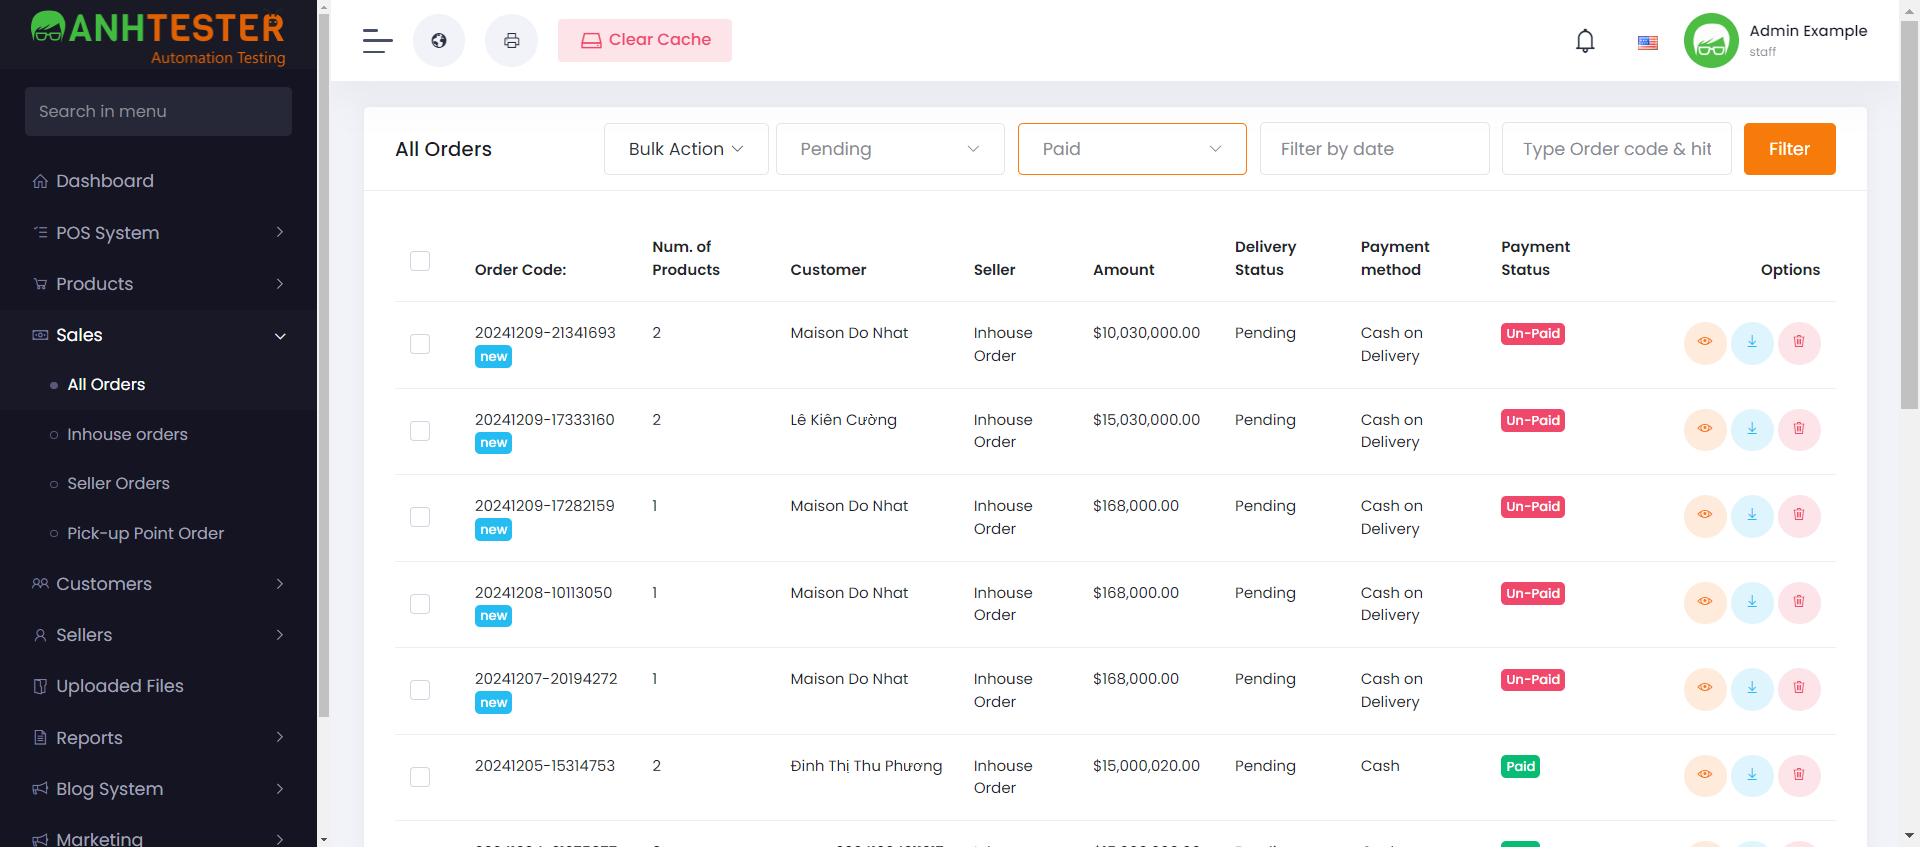 ANHTESTER
Automation Testing
Search in menu
Dashboard
POS System
Products
Sales
All Orders
Inhouse orders
Seller Orders
Pick-up Point Order
Customers
Sellers
Uploaded Files
Reports
Blog System
Marketing
Clear Cache
Admin Example
staff
All Orders
Bulk Action
Pending
Paid
Filter by date
Type Order code & hit
Filter
Order Code: Num. of Products Customer Seller Amount Delivery Status Payment method Payment Status Options
20241209-21341693 2 Maison Do Nhat Inhouse Order $10,030,000.00 Pending Cash on Delivery Un-Paid
new
20241209-17333160 2 Lê Kiên Cường Inhouse Order $15,030,000.00 Pending Cash on Delivery Un-Paid
new
20241209-17282159 1 Maison Do Nhat Inhouse Order $168,000.00 Pending Cash on Delivery Un-Paid
new
20241208-10113050 1 Maison Do Nhat Inhouse Order $168,000.00 Pending Cash on Delivery Un-Paid
new
20241207-20194272 1 Maison Do Nhat Inhouse Order $168,000.00 Pending Cash on Delivery Un-Paid
new
20241205-15314753 2 Đinh Thị Thu Phương Inhouse Order $15,000,020.00 Pending Cash Paid